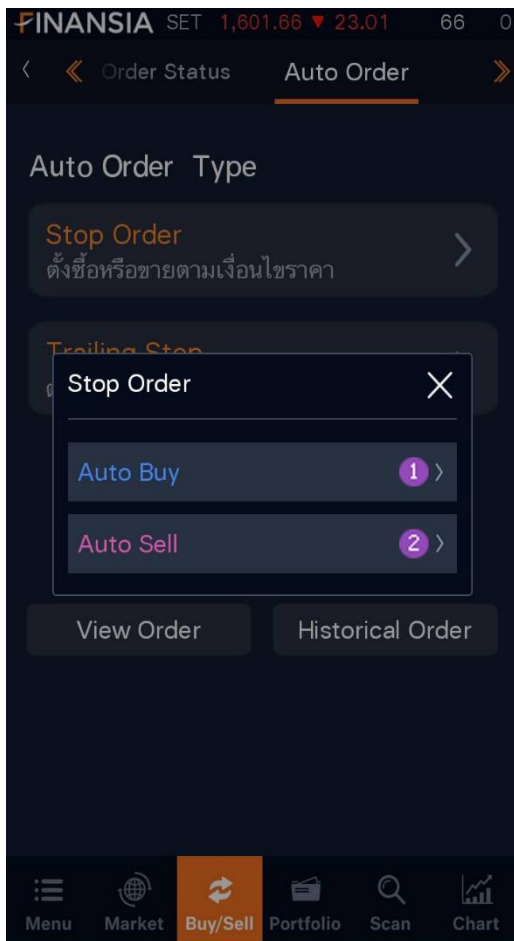 FINANSIA SET 1,601.66 ▼ 23.01 66 0
Order Status Auto Order
Auto Order Type
Stop Order
ตั้งซื้อหรือขายตามเงื่อนไขราคา
Trailing Stop
Stop Order
Auto Buy 1
Auto Sell 2
View Order Historical Order
Menu Market Buy/Sell Portfolio Scan Chart